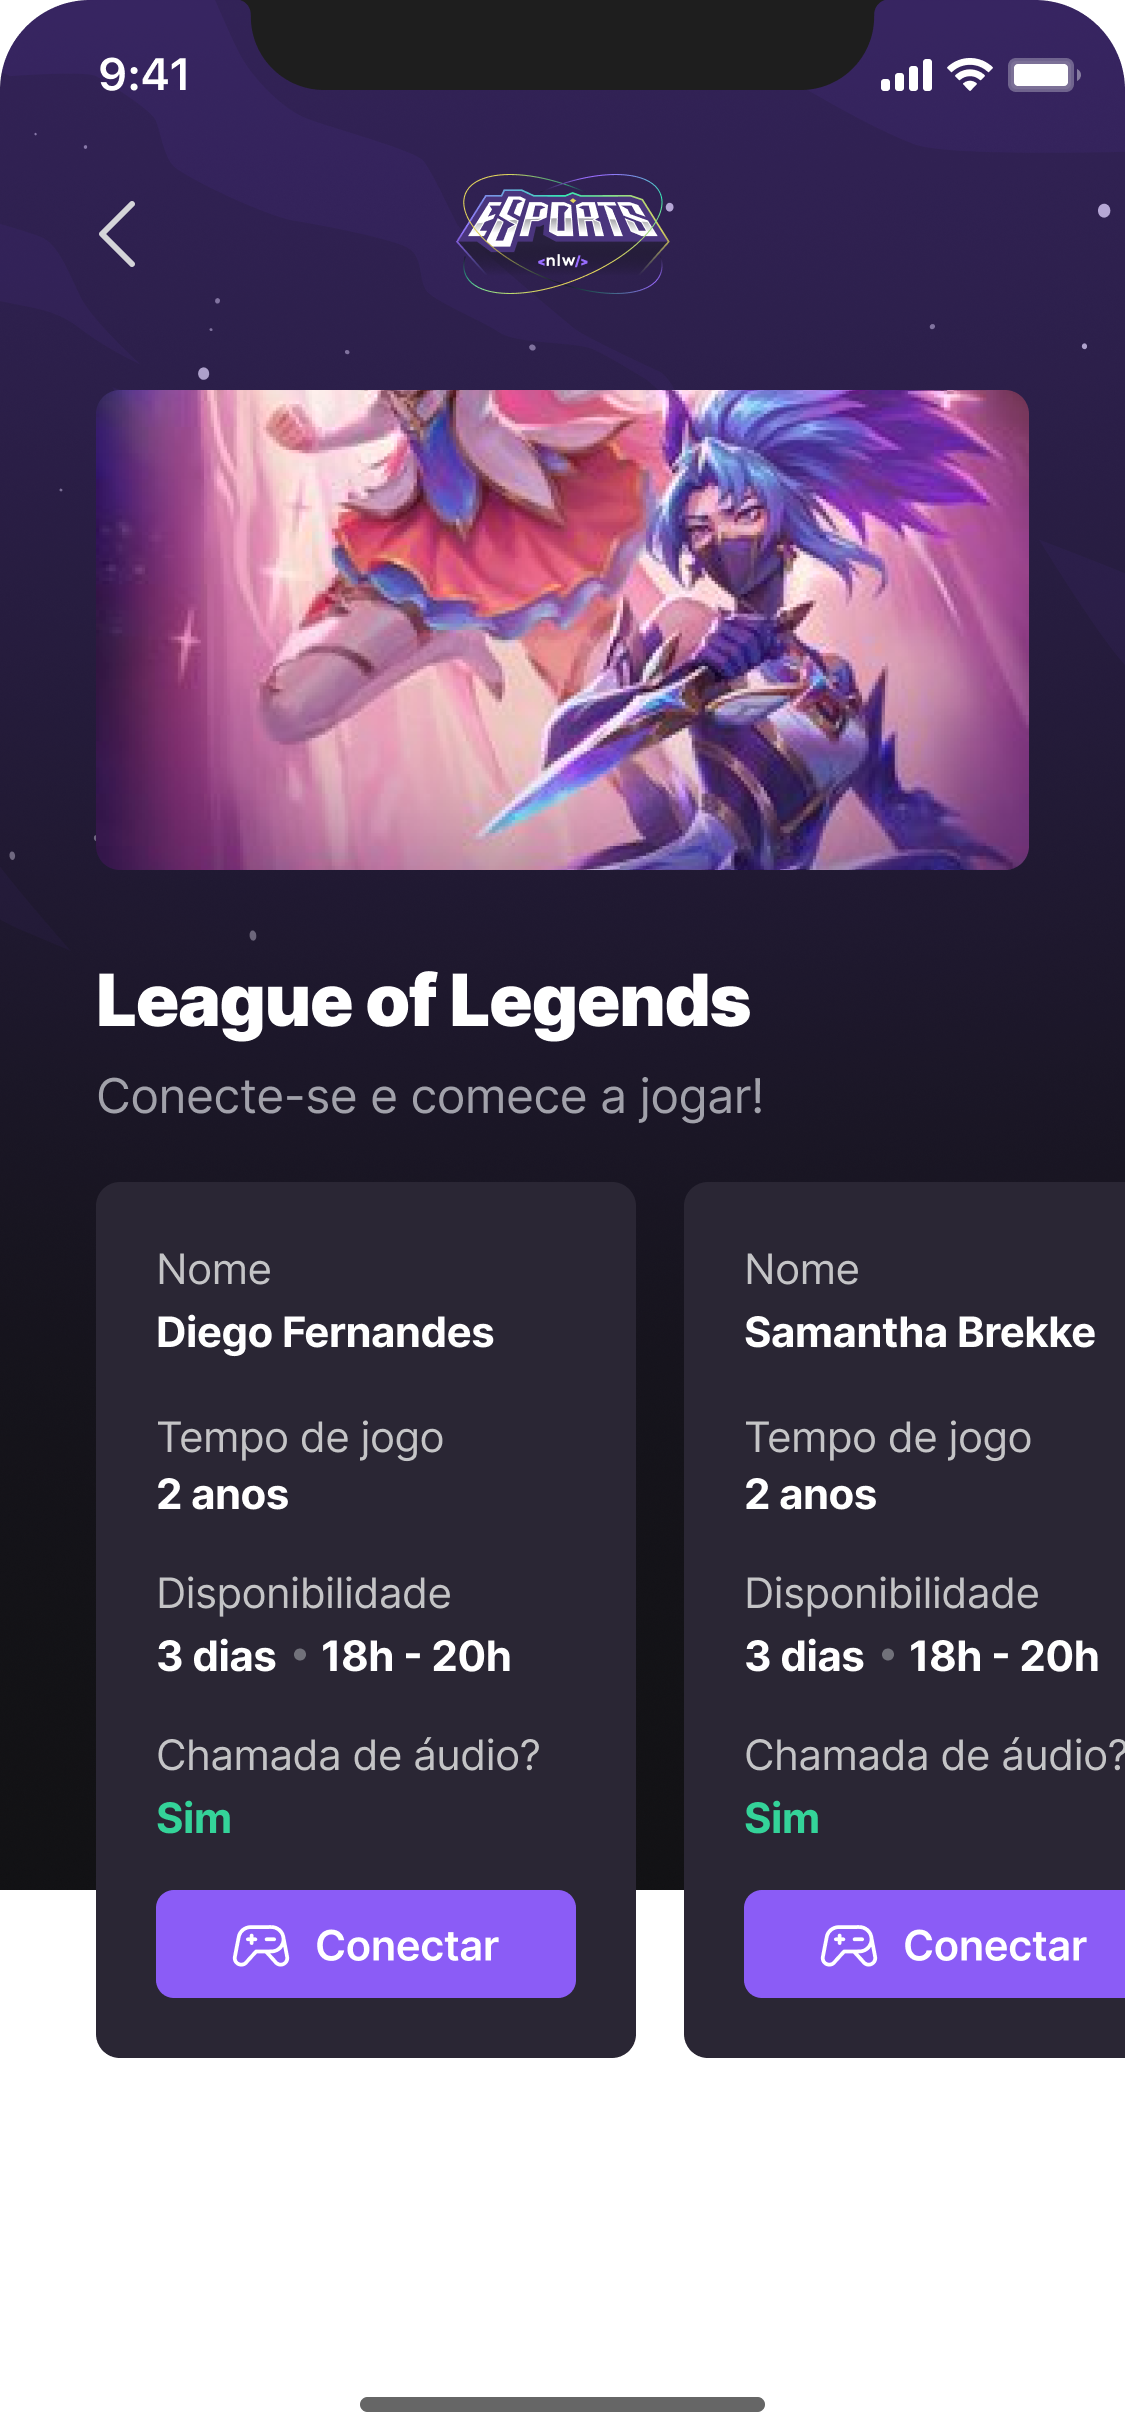 9:41
ESPORTS
<nlw/>
League of Legends
Conecte-se e comece a jogar!
Nome
Diego Fernandes
Tempo de jogo
2 anos
Disponibilidade
3 dias • 18h - 20h
Chamada de áudio?
Sim
Conectar
Nome
Samantha Brekke
Tempo de jogo
2 anos
Disponibilidade
3 dias • 18h - 20h
Chamada de áudio?
Sim
Conectar